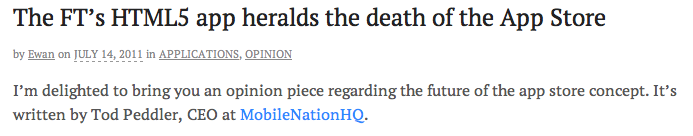 The FT’s HTML5 app heralds the death of the App Store
by Ewan on JULY 14, 2011 in APPLICATIONS, OPINION
I’m delighted to bring you an opinion piece regarding the future of the app store concept. It’s
written by Tod Peddler, CEO at MobileNationHQ.